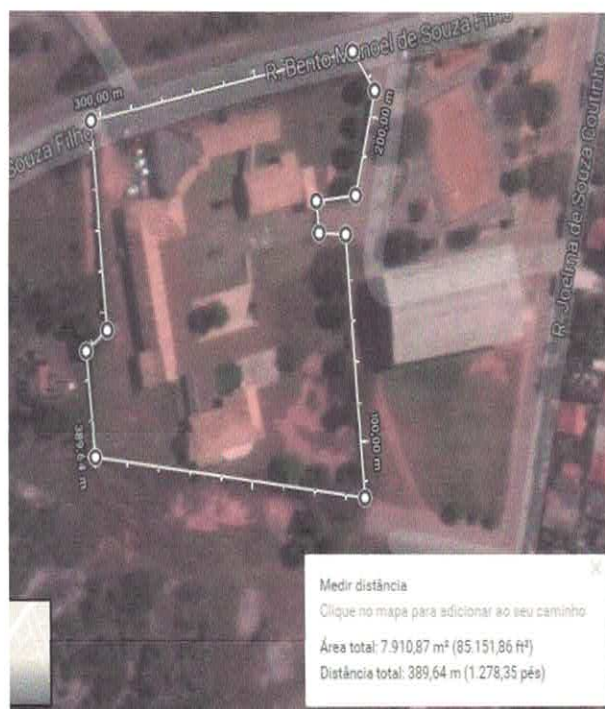 R. Bento Manoel de Souza Filho
300,00 m
Souza Filho
200,00 m
R. Joelma de Souza Coutinho
100,00 m
389,64 m
Medir distância
Clique no mapa para adicionar ao seu caminho
Área total: 7.910,87 m² (85.151,86 ft²)
Distância total: 389,64 m (1.278,35 pés)